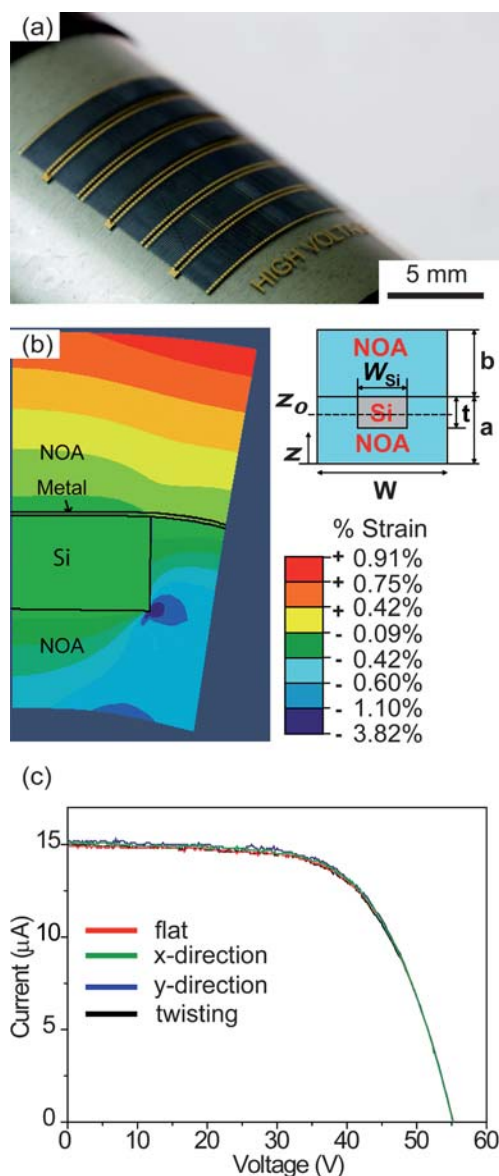 (a)
HIGH VOLTA
5 mm
(b)
NOA
Metal
Si
NOA
NOA
W_Si
Si
NOA
b
t
a
z_o
z
W
% Strain
+ 0.91%
+ 0.75%
+ 0.42%
- 0.09%
- 0.42%
- 0.60%
- 1.10%
- 3.82%
(c)
Current (μA)
15
10
5
0
flat
x-direction
y-direction
twisting
0 10 20 30 40 50 60
Voltage (V)